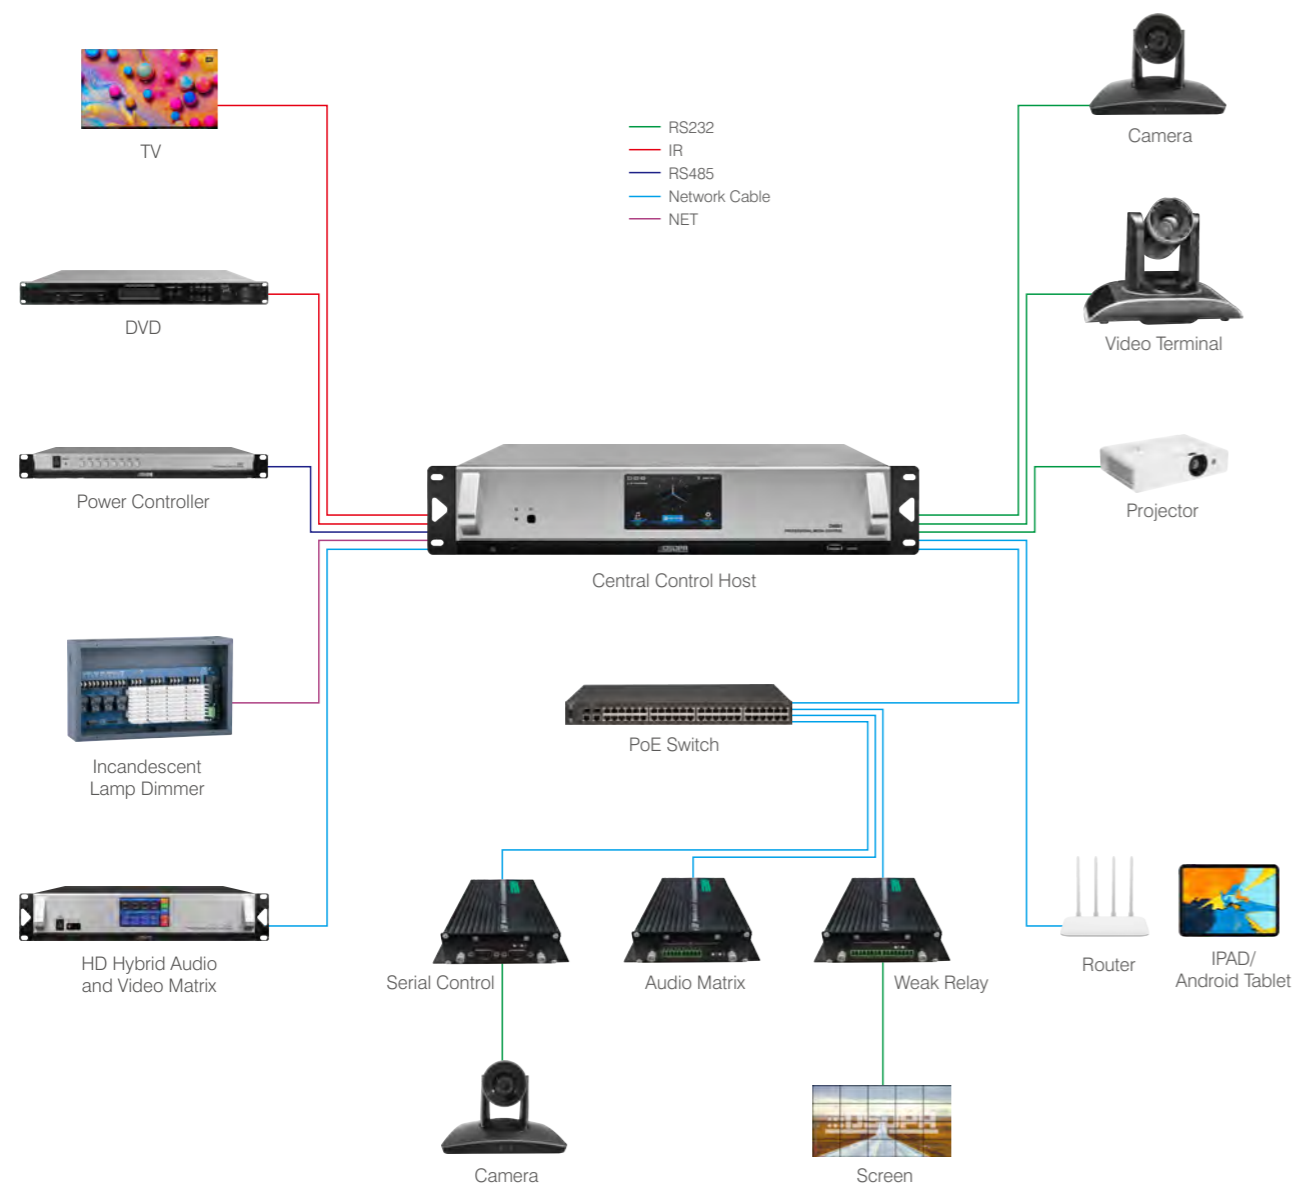 TV
RS232
IR
RS485
Network Cable
NET
Camera
Video Terminal
DVD
Power Controller
Projector
Central Control Host
PoE Switch
Incandescent
Lamp Dimmer
HD Hybrid Audio
and Video Matrix
Serial Control
Audio Matrix
Weak Relay
Router
IPAD/
Android Tablet
Camera
Screen